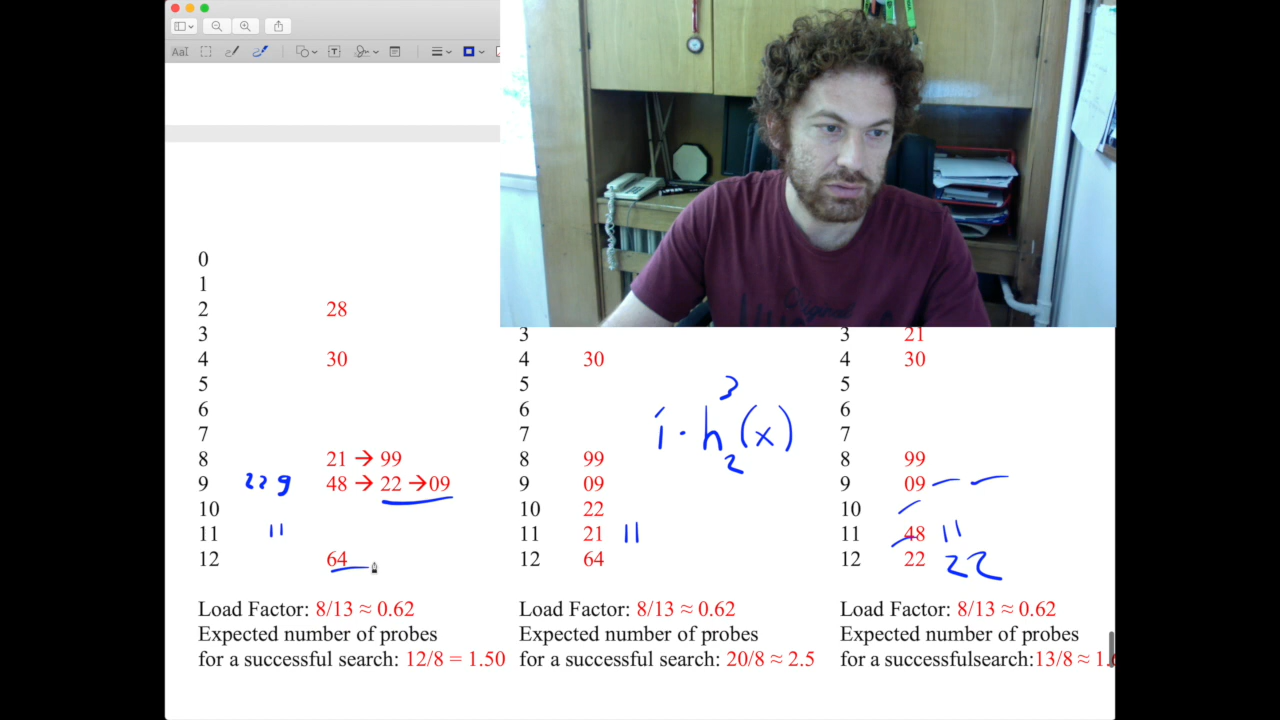 AaI
0
1
2 28
3 3 3 21
4 30 4 30 4 30
5 5 5
6 6 6
7 7 7
i · h₂³(x)
8 21 → 99 8 99 8 99
9 22 9 48 → 22 → 09 9 09 9 09
10 10 22 10
11 11 11 21 11 11 48 11
12 64 12 64 12 22 22
Load Factor: 8/13 ≈ 0.62 Load Factor: 8/13 ≈ 0.62 Load Factor: 8/13 ≈ 0.62
Expected number of probes Expected number of probes Expected number of probes
for a successful search: 12/8 = 1.50 for a successful search: 20/8 ≈ 2.5 for a successfulsearch:13/8 ≈ 1.